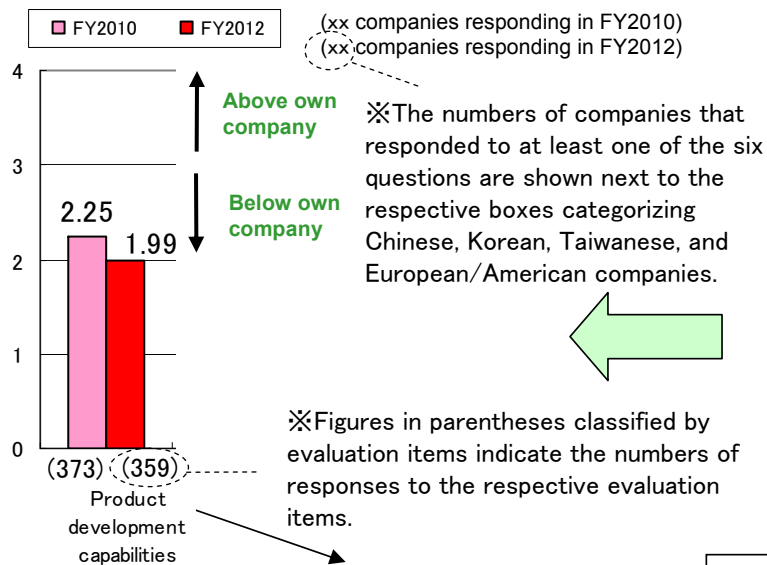 FY2010 FY2012
(xx companies responding in FY2010)
(xx companies responding in FY2012)
4
3
2
1
0
Above own
company
Below own
company
2.25
1.99
※The numbers of companies that
responded to at least one of the six
questions are shown next to the
respective boxes categorizing
Chinese, Korean, Taiwanese, and
European/American companies.
(373) (359)
Product
development
capabilities
※Figures in parentheses classified by
evaluation items indicate the numbers of
responses to the respective evaluation
items.